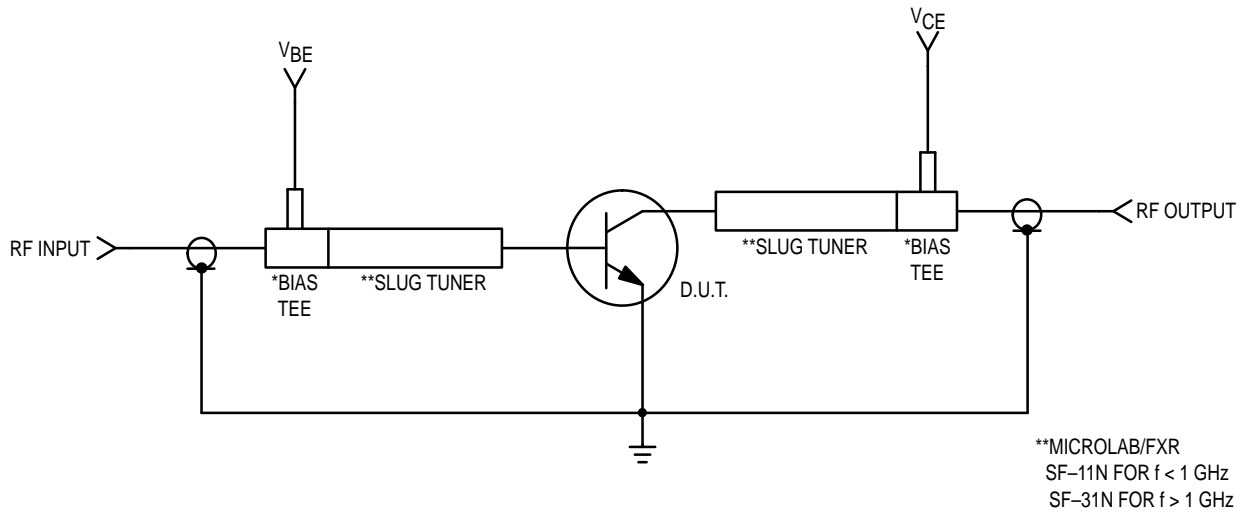 VCE
VBE
RF INPUT
RF OUTPUT
*BIAS
TEE
**SLUG TUNER
D.U.T.
**SLUG TUNER
*BIAS
TEE
**MICROLAB/FXR
SF–11N FOR f < 1 GHz
SF–31N FOR f > 1 GHz